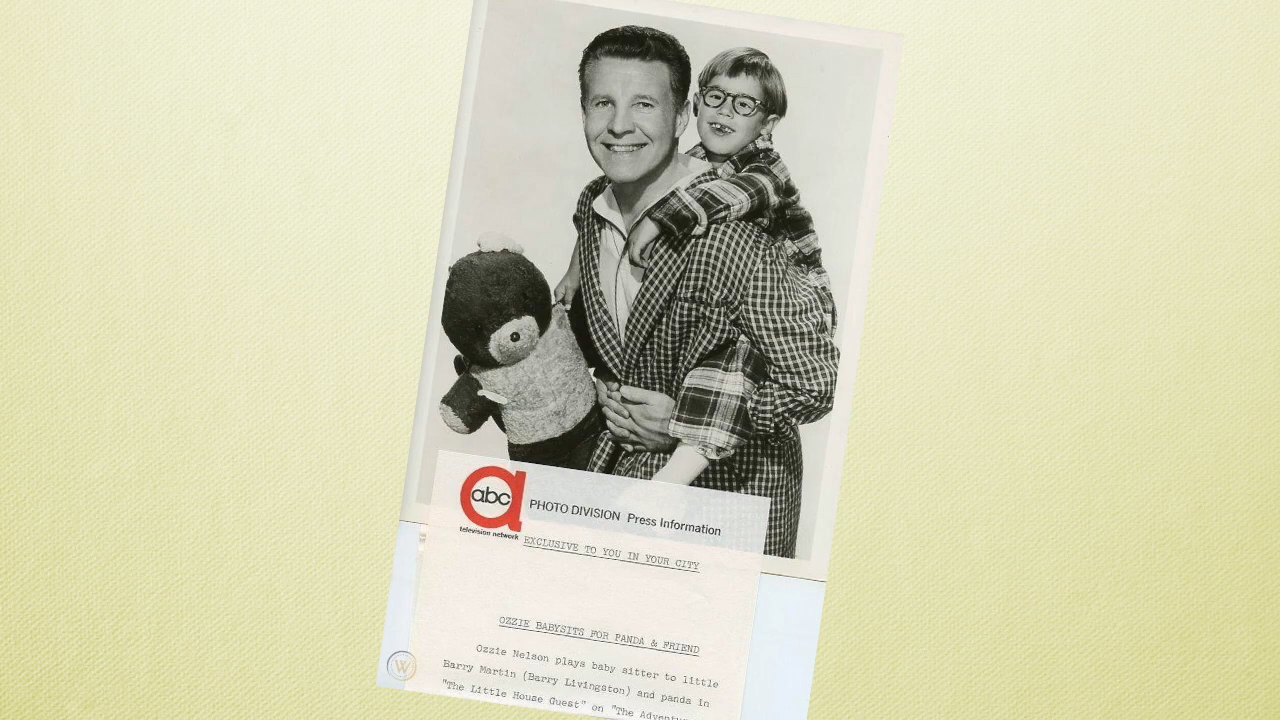 abc
television network
PHOTO DIVISION Press Information
EXCLUSIVE TO YOU IN YOUR CITY
OZZIE BABYSITS FOR PANDA & FRIEND
Ozzie Nelson plays baby sitter to little
Barry Martin (Barry Livingston) and panda in
"The Little House Guest" on "The
W